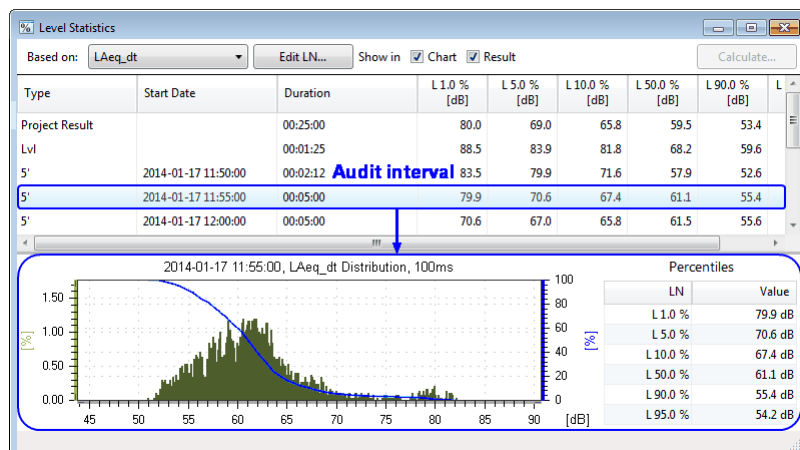 Level Statistics
Based on: LAeq_dt Edit LN... Show in Chart Result Calculate...
Type Start Date Duration L 1.0 % [dB] L 5.0 % [dB] L 10.0 % [dB] L 50.0 % [dB] L 90.0 % [dB] L
Project Result 00:25:00 80.0 69.0 65.8 59.5 53.4
Lvl 00:01:25 88.5 83.9 81.8 68.2 59.6
5' 2014-01-17 11:50:00 00:02:12 Audit interval 83.5 79.9 71.6 57.9 52.6
5' 2014-01-17 11:55:00 00:05:00 79.9 70.6 67.4 61.1 55.4
5' 2014-01-17 12:00:00 00:05:00 70.6 67.0 65.8 61.5 55.6
2014-01-17 11:55:00, LAeq_dt Distribution, 100ms
[%]
1.50
1.00
0.50
0.00
100
80
60
40
20
0
[%]
45 50 55 60 65 70 75 80 85 90 [dB]
Percentiles
LN Value
L 1.0 % 79.9 dB
L 5.0 % 70.6 dB
L 10.0 % 67.4 dB
L 50.0 % 61.1 dB
L 90.0 % 55.4 dB
L 95.0 % 54.2 dB